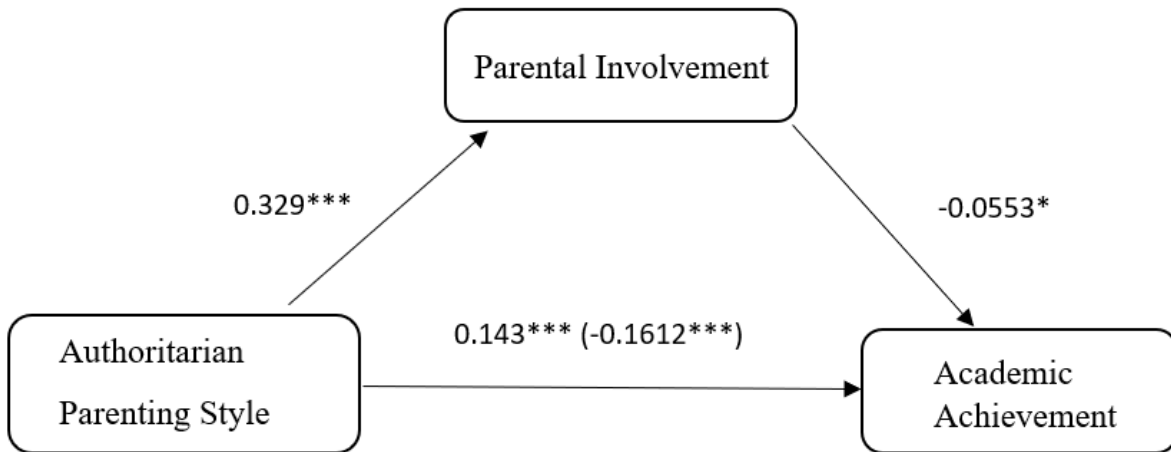 Parental Involvement
0.329***
-0.0553*
0.143*** (-0.1612***)
Authoritarian
Parenting Style
Academic
Achievement